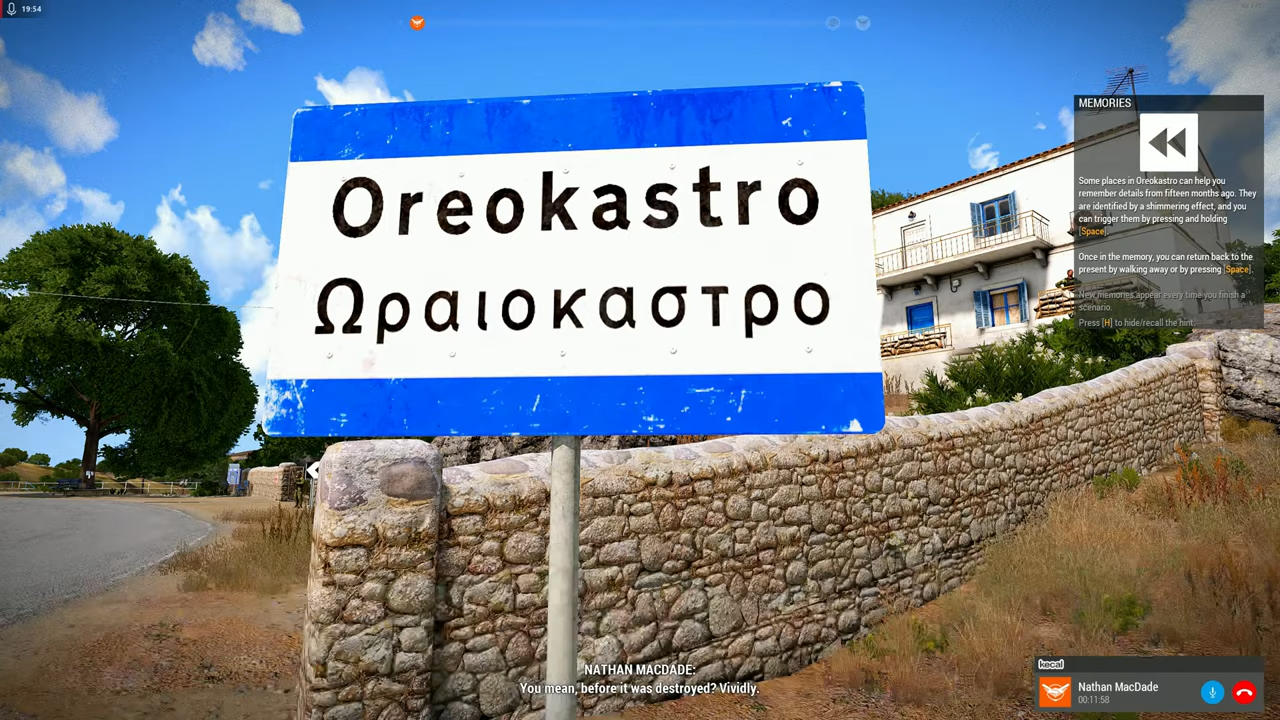 19:54
Oreokastro
Ωραιοκαστρο
MEMORIES
Some places in Oreokastro can help you
remember details from fifteen months ago. They
are identified by a shimmering effect, and you
can trigger them by pressing and holding
[Space].
Once in the memory, you can return back to the
present by walking away or by pressing [Space].
New memories appear every time you finish a
scenario.
Press [H] to hide/recall the hint.
NATHAN MACDADE:
You mean, before it was destroyed? Vividly.
kecal
Nathan MacDade
00:11:58